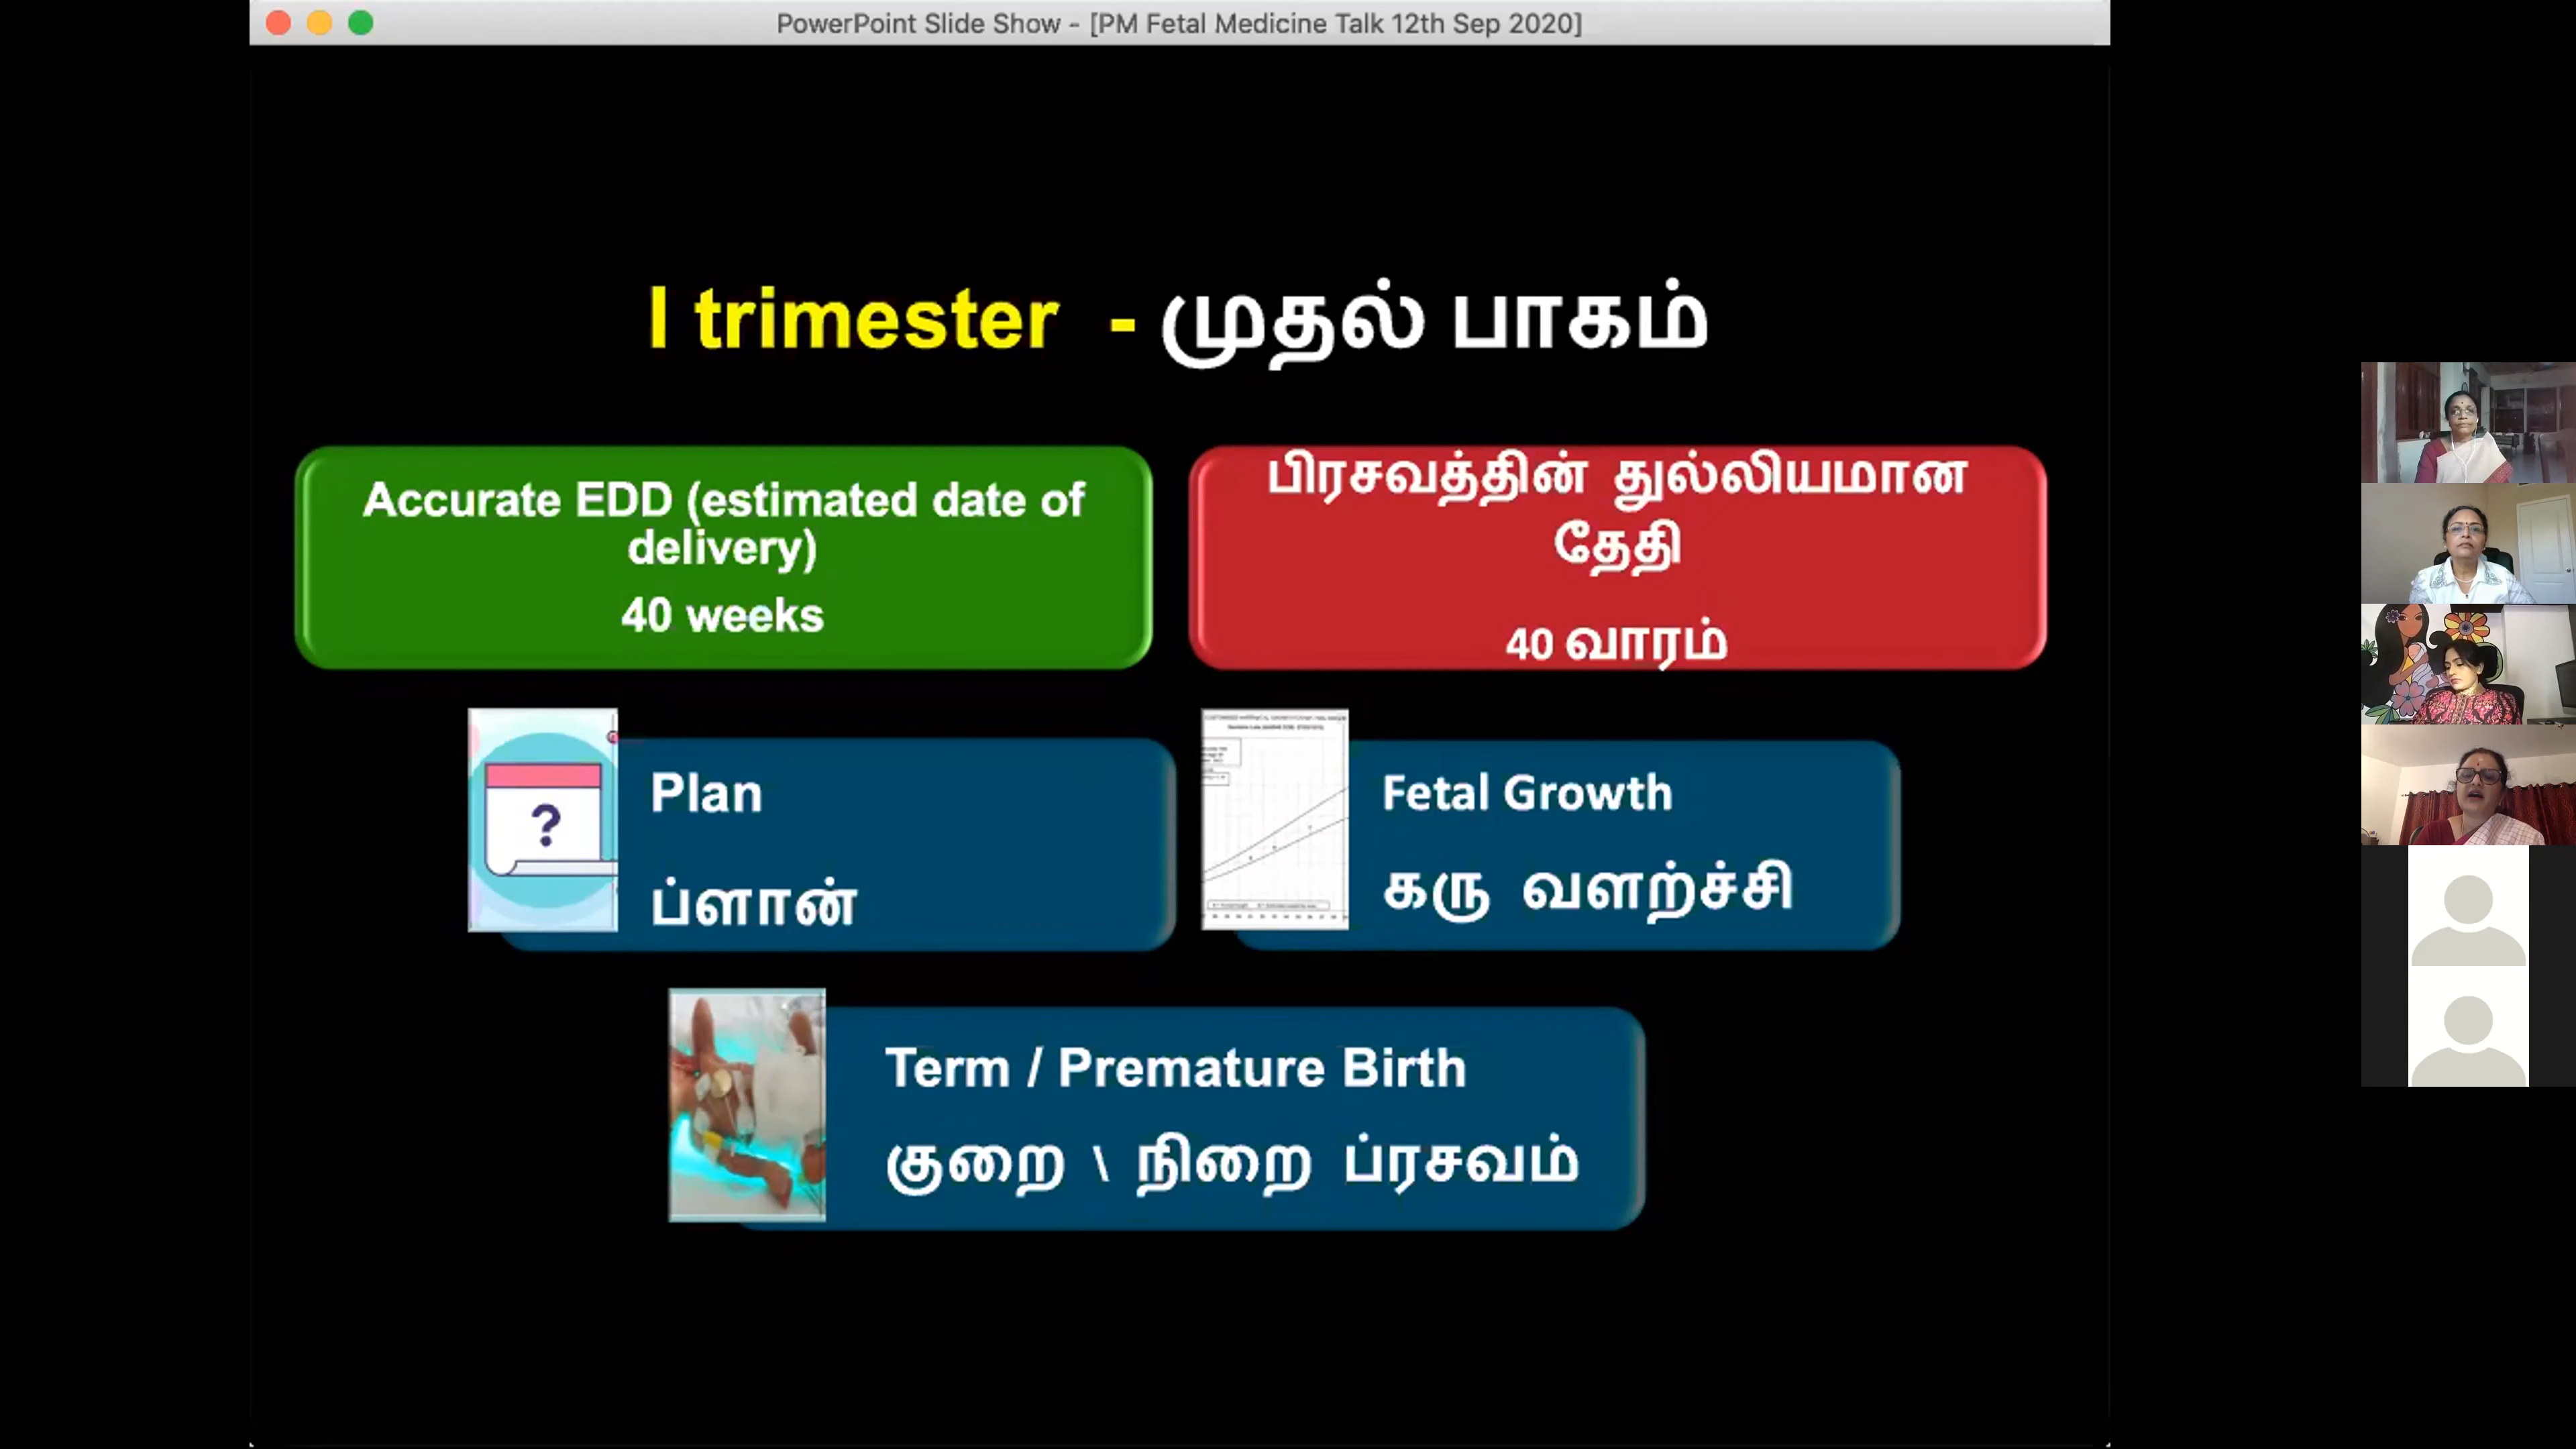 PowerPoint Slide Show - [PM Fetal Medicine Talk 12th Sep 2020]
I trimester - முதல் பாகம்
Accurate EDD (estimated date of
delivery)
40 weeks
பிரசவத்தின் துல்லியமான
தேதி
40 வாரம்
?
Plan
ப்ளான்
Fetal Growth
கரு வளற்ச்சி
Term / Premature Birth
குறை \ நிறை ப்ரசவம்